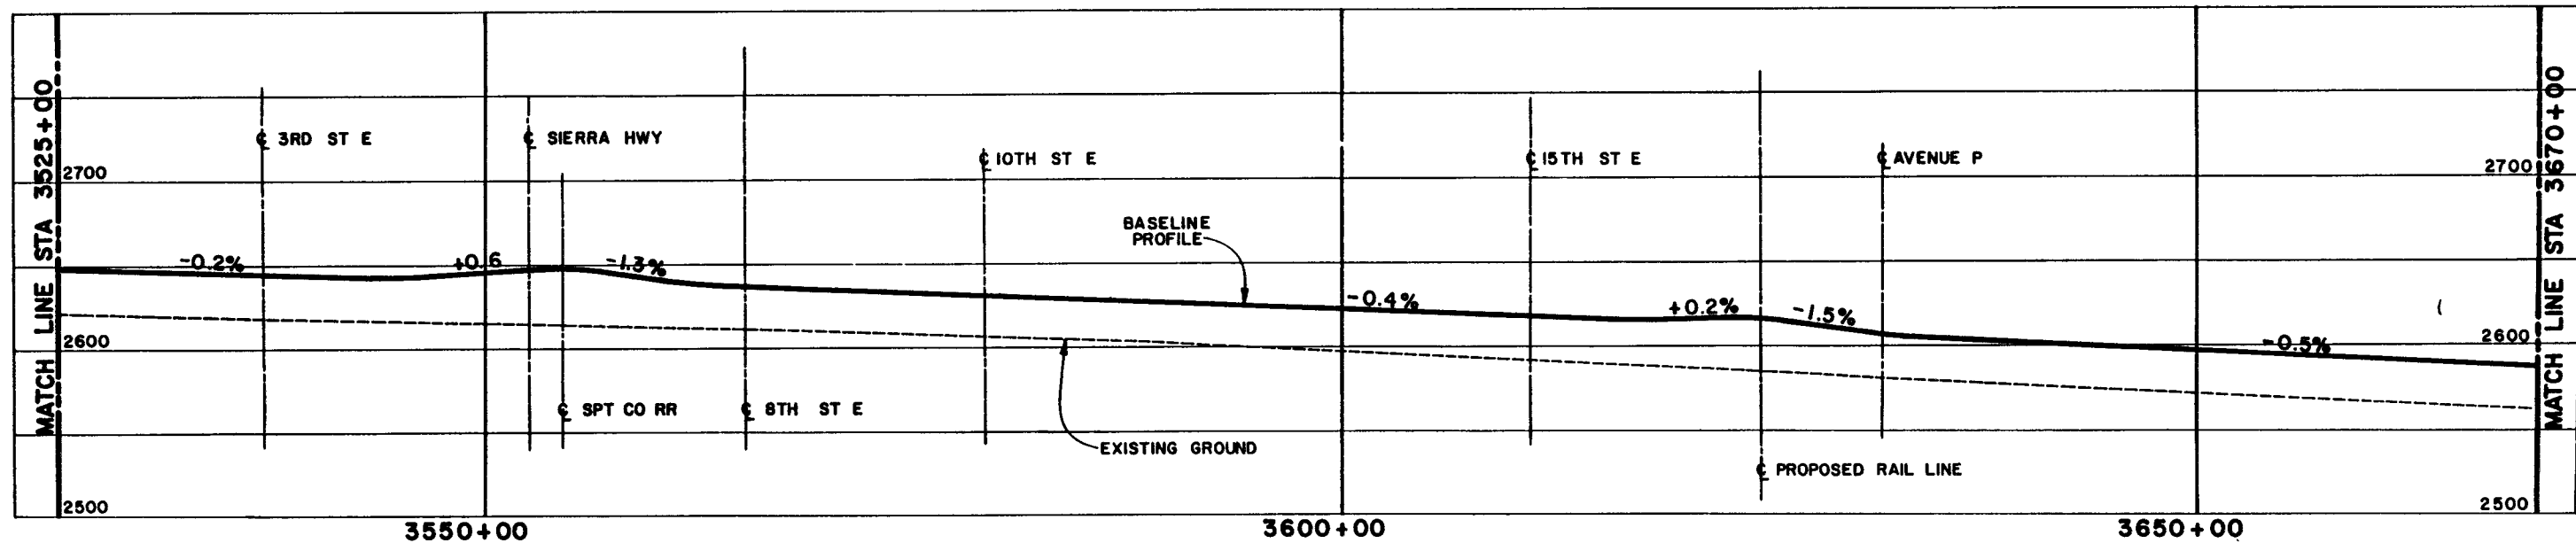 MATCH LINE STA 3525+00
℄ 3RD ST E
℄ SIERRA HWY
℄ 10TH ST E
℄ 15TH ST E
℄ AVENUE P
2700
2700
BASELINE
PROFILE
-0.2%
+0.6
-1.3%
-0.4%
+0.2%
-1.5%
-0.5%
2600
2600
℄ SPT CO RR
℄ 8TH ST E
EXISTING GROUND
℄ PROPOSED RAIL LINE
2500
2500
3550+00
3600+00
3650+00
MATCH LINE STA 3670+00